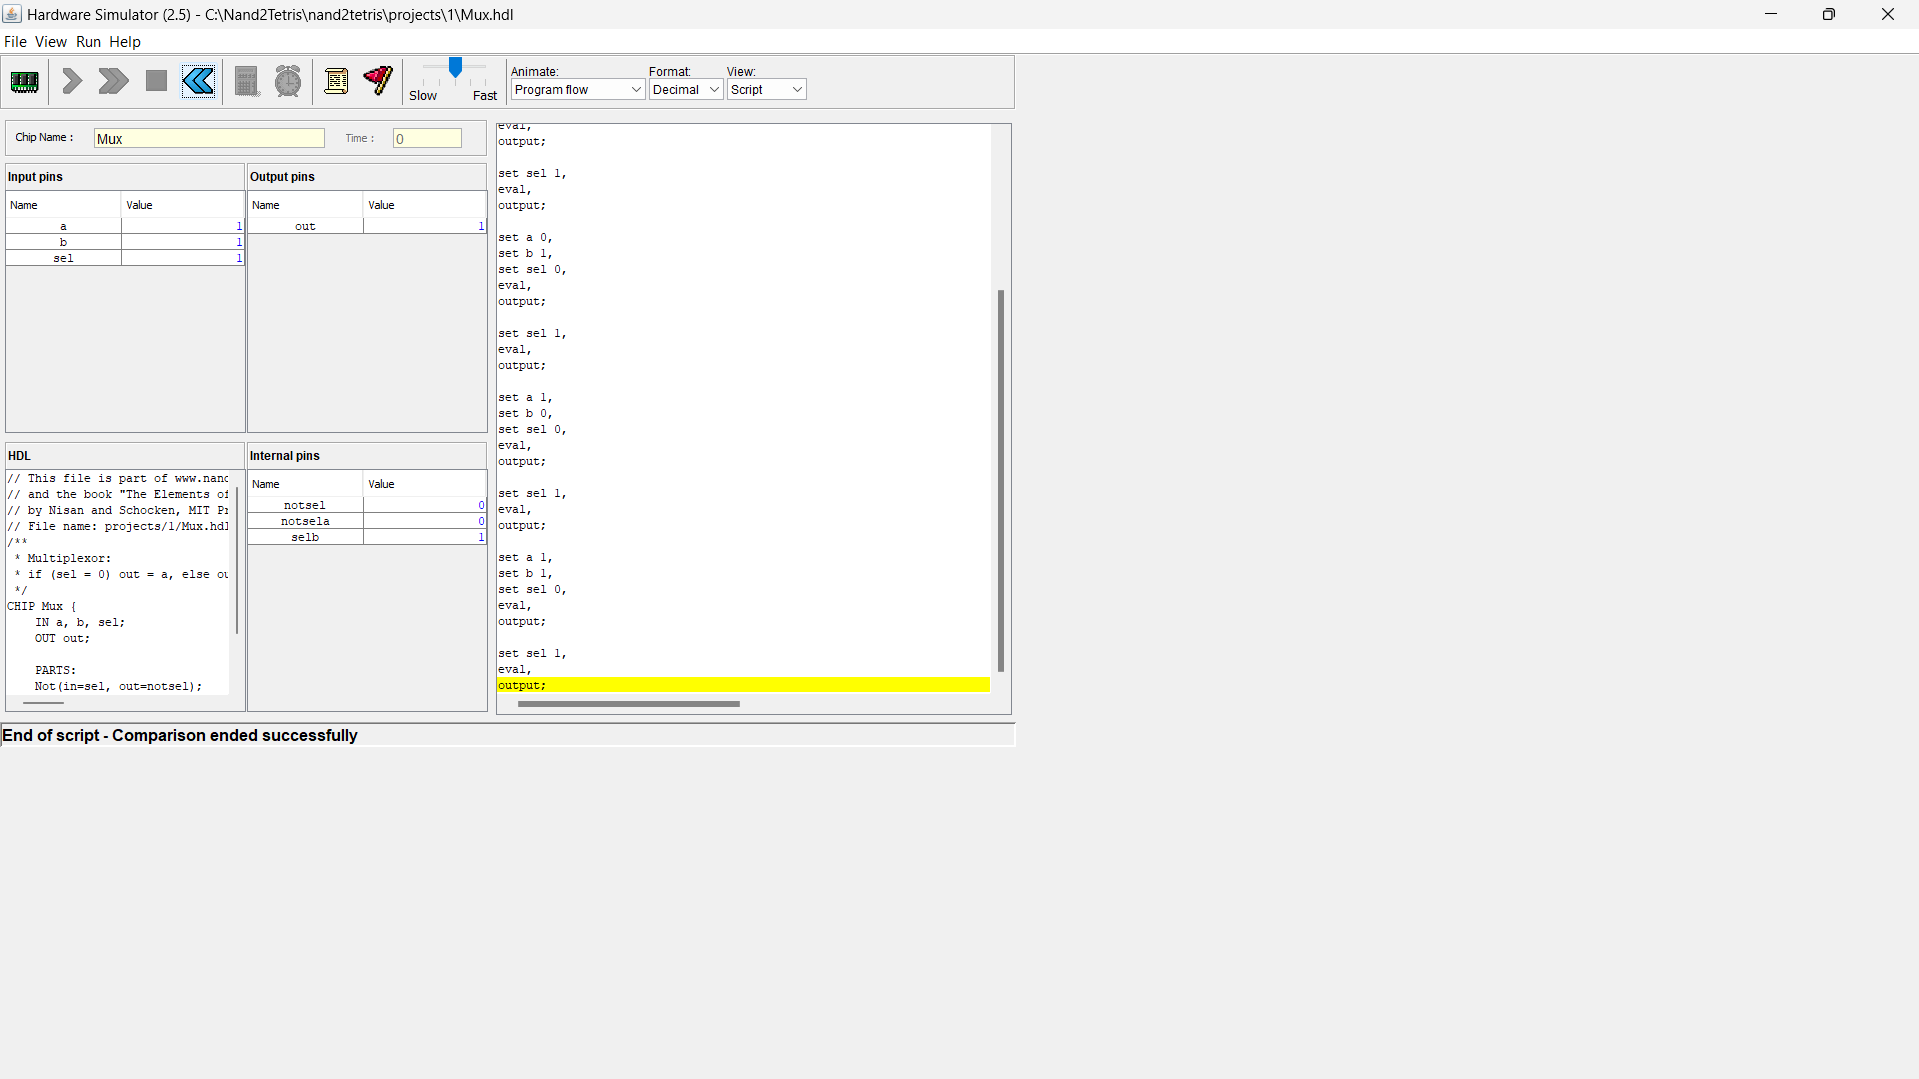 Hardware Simulator (2.5) - C:\Nand2Tetris\nand2tetris\projects\1\Mux.hdl
File View Run Help
Slow Fast
Animate:
Program flow
Format:
Decimal
View:
Script
Chip Name :
Mux
Time :
0
Input pins
Name Value
a 1
b 1
sel 1
Output pins
Name Value
out 1
HDL
// This file is part of www.nand
// and the book "The Elements of
// by Nisan and Schocken, MIT Pr
// File name: projects/1/Mux.hdl
/**
* Multiplexor:
* if (sel = 0) out = a, else ou
*/
CHIP Mux {
IN a, b, sel;
OUT out;
PARTS:
Not(in=sel, out=notsel);
Internal pins
Name Value
notsel 0
notsela 0
selb 1
eval,
output;
set sel 1,
eval,
output;
set a 0,
set b 1,
set sel 0,
eval,
output;
set sel 1,
eval,
output;
set a 1,
set b 0,
set sel 0,
eval,
output;
set sel 1,
eval,
output;
set a 1,
set b 1,
set sel 0,
eval,
output;
set sel 1,
eval,
output;
End of script - Comparison ended successfully